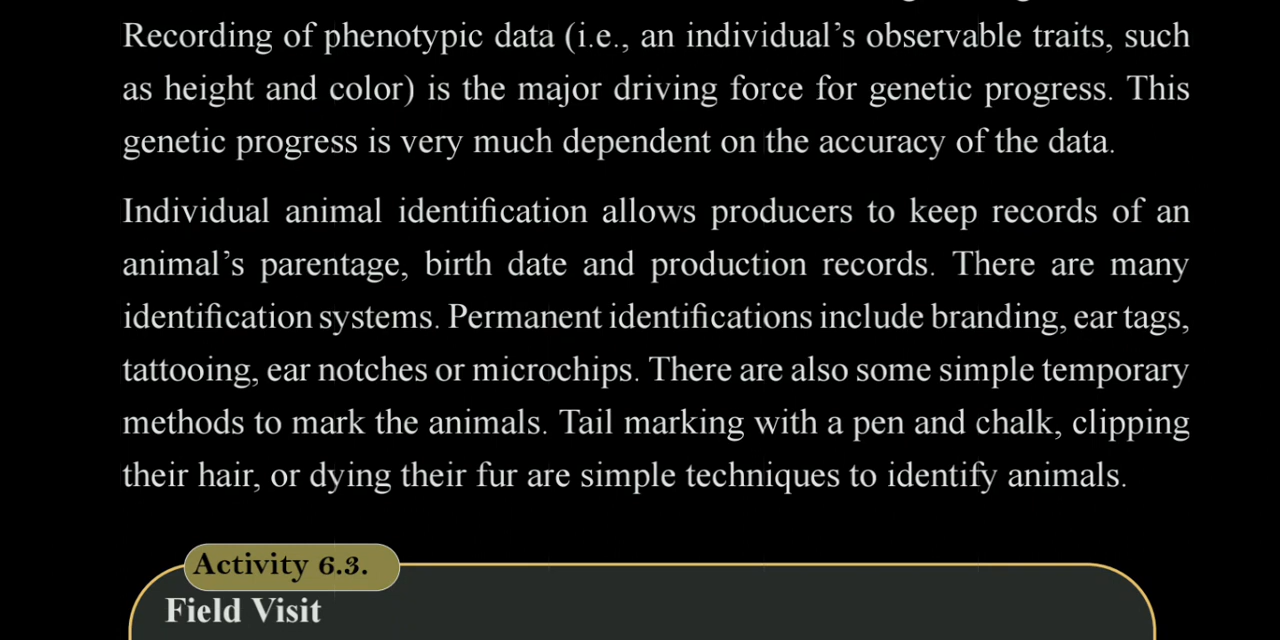 Recording of phenotypic data (i.e., an individual’s observable traits, such
as height and color) is the major driving force for genetic progress. This
genetic progress is very much dependent on the accuracy of the data.
Individual animal identification allows producers to keep records of an
animal’s parentage, birth date and production records. There are many
identification systems. Permanent identifications include branding, ear tags,
tattooing, ear notches or microchips. There are also some simple temporary
methods to mark the animals. Tail marking with a pen and chalk, clipping
their hair, or dying their fur are simple techniques to identify animals.
Activity 6.3.
Field Visit